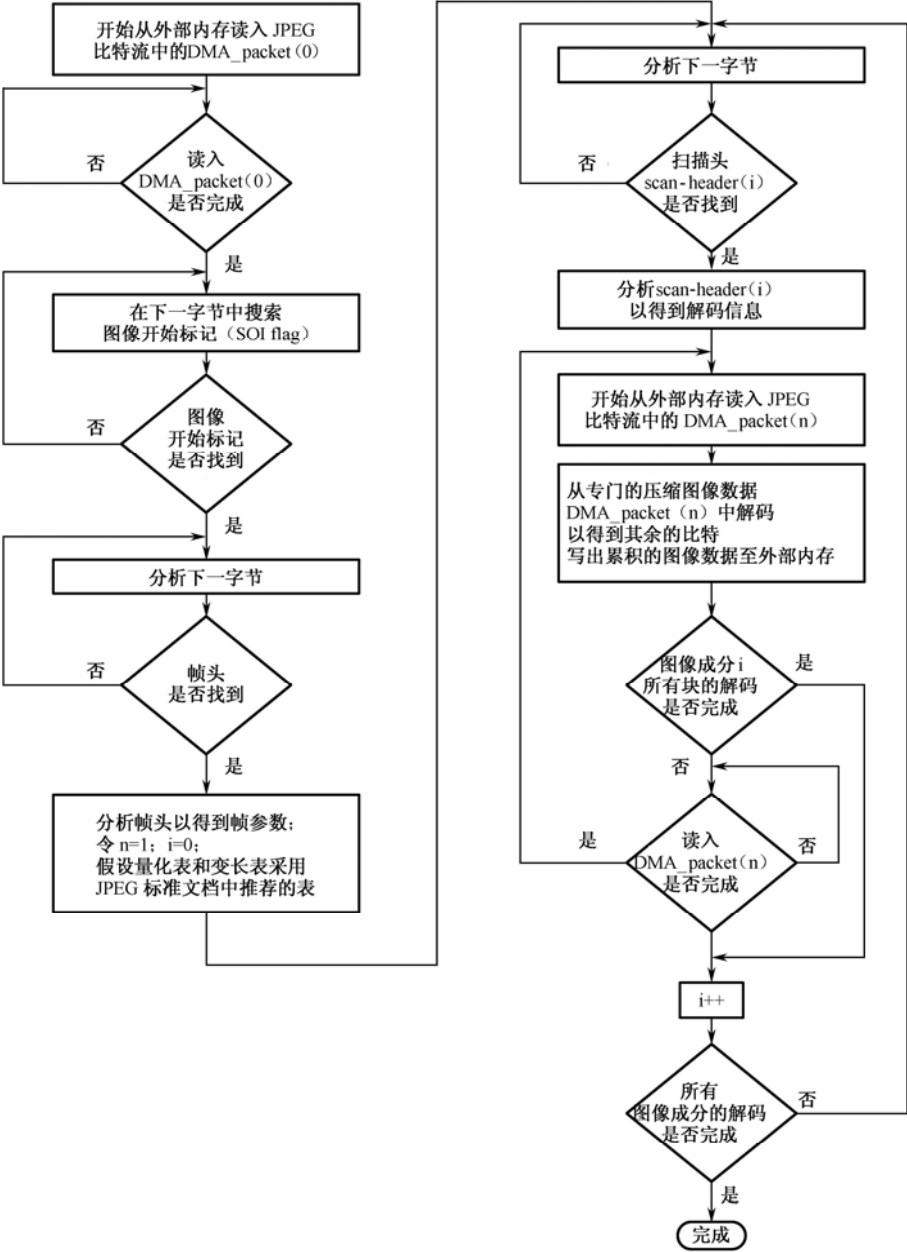 开始从外部内存读入 JPEG
比特流中的DMA_packet(0)
否
读入
DMA_packet(0)
是否完成
是
在下一字节中搜索
图像开始标记（SOI flag）
否
图像
开始标记
是否找到
是
分析下一字节
否
帧头
是否找到
是
分析帧头以得到帧参数；
令 n=1；i=0；
假设量化表和变长表采用
JPEG 标准文档中推荐的表
分析下一字节
否
扫描头
scan-header(i)
是否找到
是
分析scan-header(i)
以得到解码信息
开始从外部内存读入 JPEG
比特流中的 DMA_packet(n)
从专门的压缩图像数据
DMA_packet（n）中解码
以得到其余的比特
写出累积的图像数据至外部内存
图像成分i
所有块的解码
是否完成
是
否
是
读入
DMA_packet(n)
是否完成
否
i++
所有
图像成分的解码
是否完成
否
是
完成